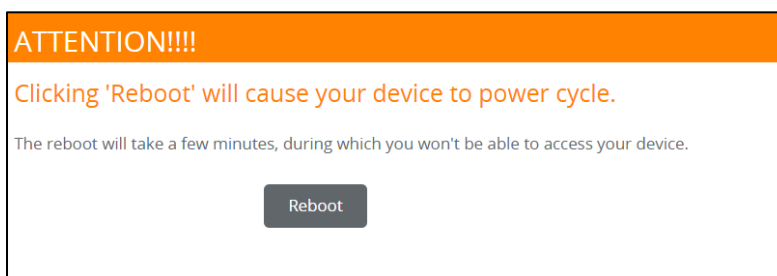 ATTENTION!!!!
Clicking 'Reboot' will cause your device to power cycle.
The reboot will take a few minutes, during which you won't be able to access your device.
Reboot